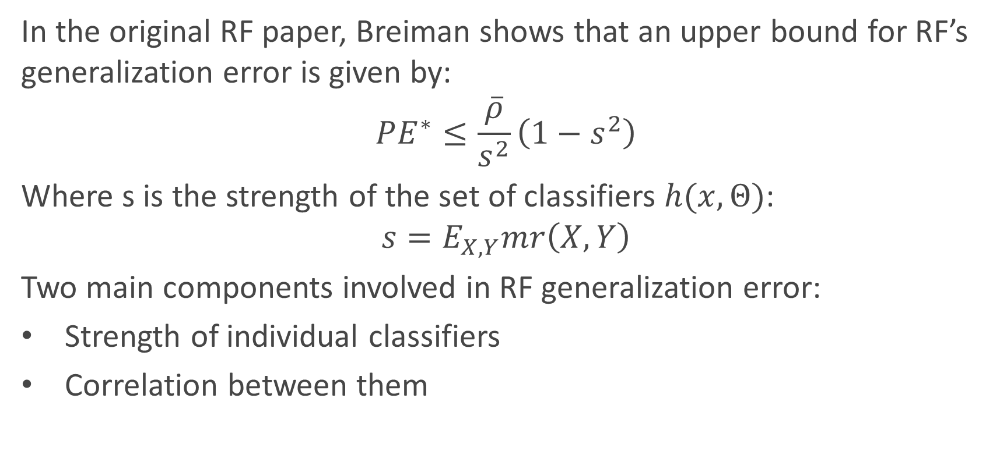 In the original RF paper, Breiman shows that an upper bound for RF’s
generalization error is given by:
$PE^* \leq \frac{\bar{\rho}}{s^2}(1 - s^2)$
Where s is the strength of the set of classifiers $h(x, \Theta)$:
$s = E_{X,Y}mr(X, Y)$
Two main components involved in RF generalization error:
• Strength of individual classifiers
• Correlation between them